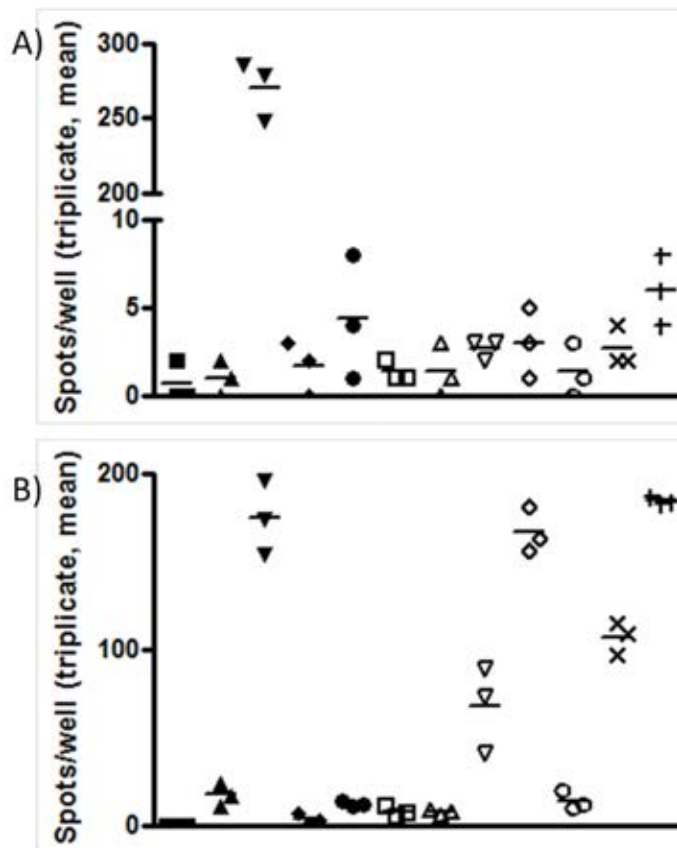 A)
Spots/well (triplicate, mean)
300
250
200
10
5
0
B)
Spots/well (triplicate, mean)
200
100
0